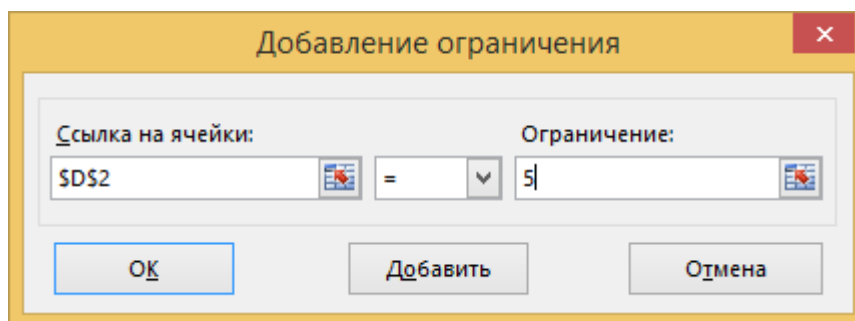 Добавление ограничения
Ссылка на ячейки: Ограничение:
$D$2 = 5
ОК Добавить Отмена